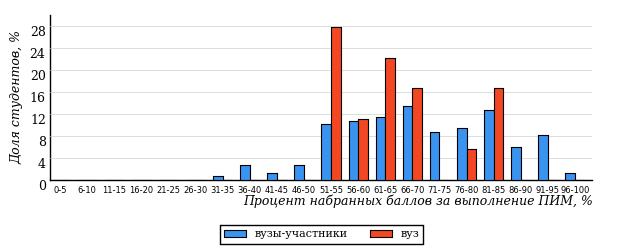 Доля студентов, %
28
24
20
16
12
8
4
0
0-5 6-10 11-15 16-20 21-25 26-30 31-35 36-40 41-45 46-50 51-55 56-60 61-65 66-70 71-75 76-80 81-85 86-90 91-95 96-100
Процент набранных баллов за выполнение ПИМ, %
вузы-участники вуз